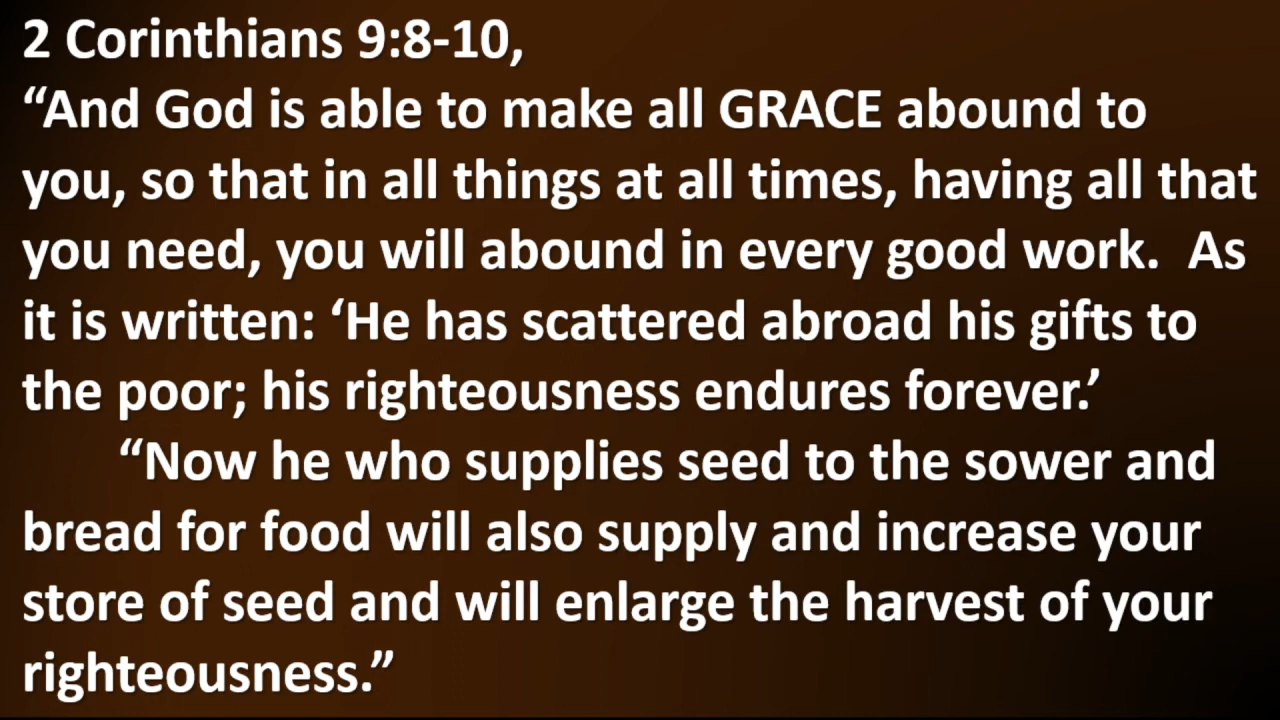 2 Corinthians 9:8-10,
“And God is able to make all GRACE abound to
you, so that in all things at all times, having all that
you need, you will abound in every good work.  As
it is written: ‘He has scattered abroad his gifts to
the poor; his righteousness endures forever.’
“Now he who supplies seed to the sower and
bread for food will also supply and increase your
store of seed and will enlarge the harvest of your
righteousness.”